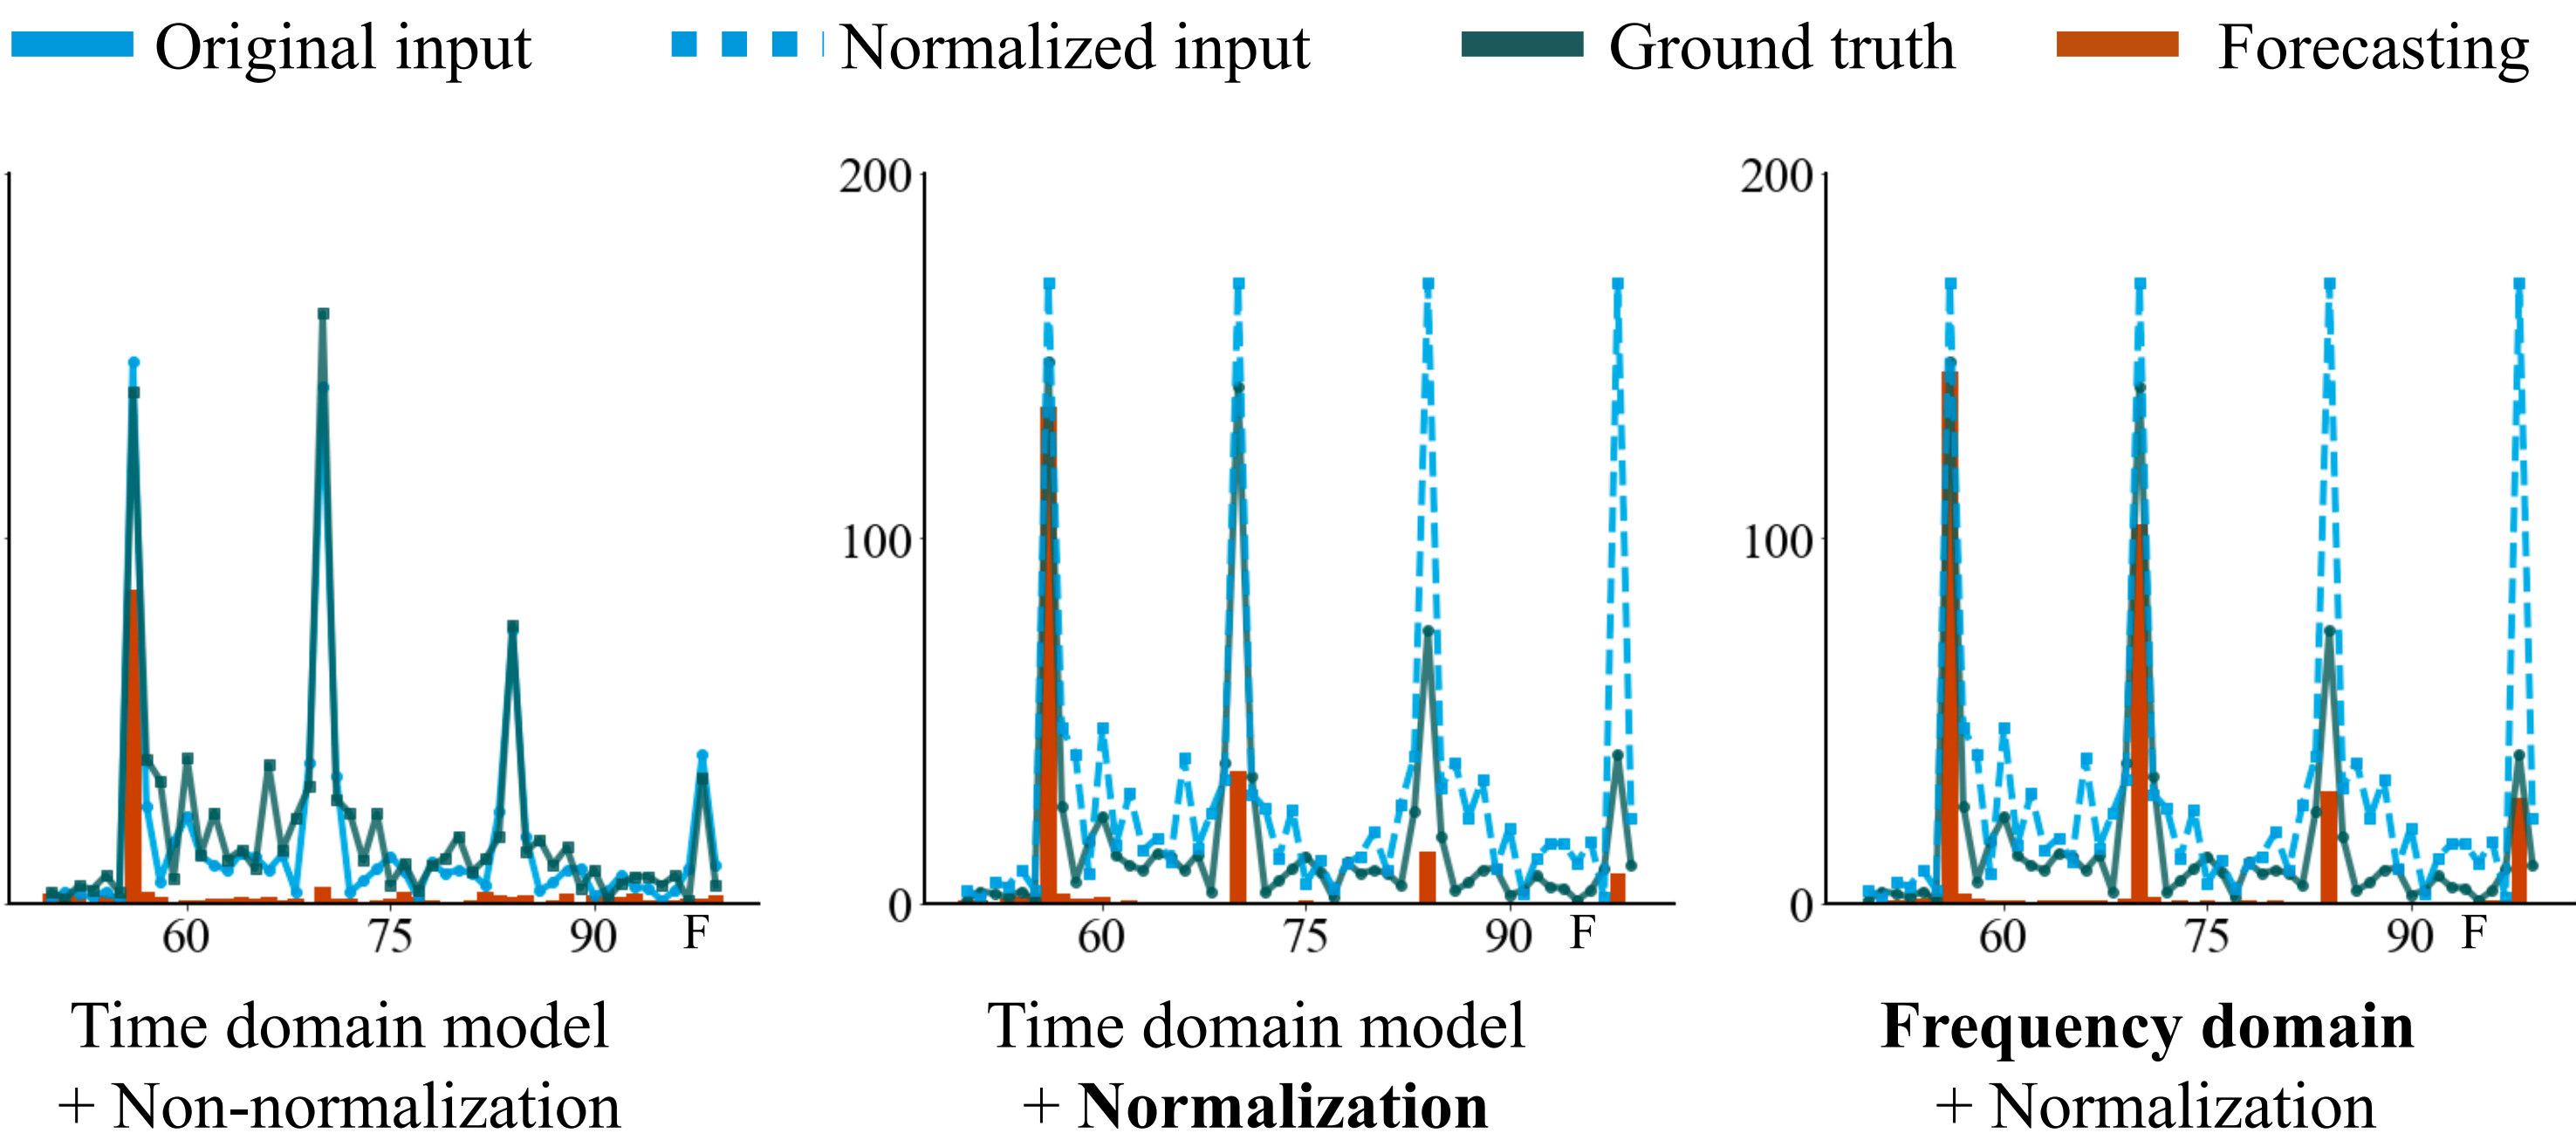 Original input
Normalized input
Ground truth
Forecasting
60 75 90 F
Time domain model
+ Non-normalization
200
100
0
60 75 90 F
Time domain model
+ Normalization
200
100
0
60 75 90 F
Frequency domain
+ Normalization